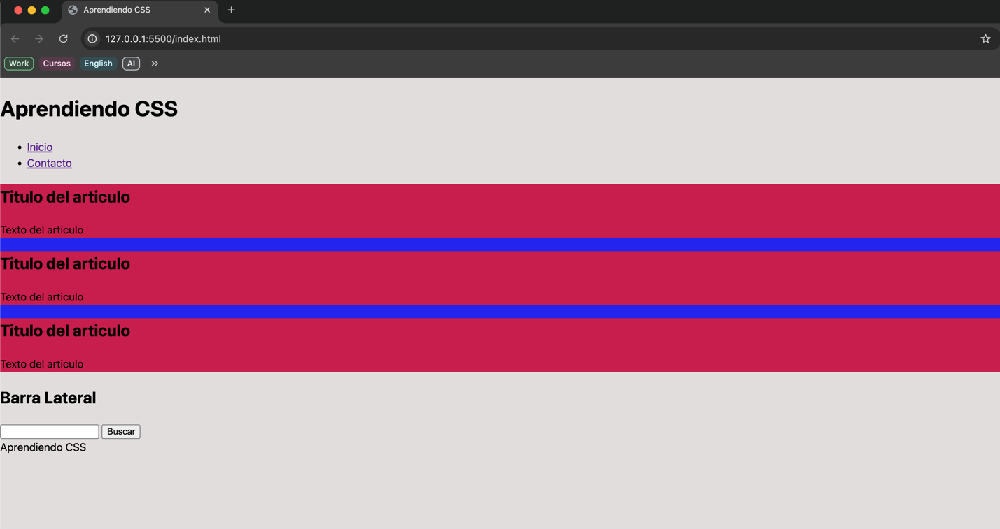 Aprendiendo CSS
127.0.0.1:5500/index.html
Work Cursos English AI
Aprendiendo CSS
Inicio
Contacto
Titulo del articulo
Texto del articulo
Titulo del articulo
Texto del articulo
Titulo del articulo
Texto del articulo
Barra Lateral
Buscar
Aprendiendo CSS